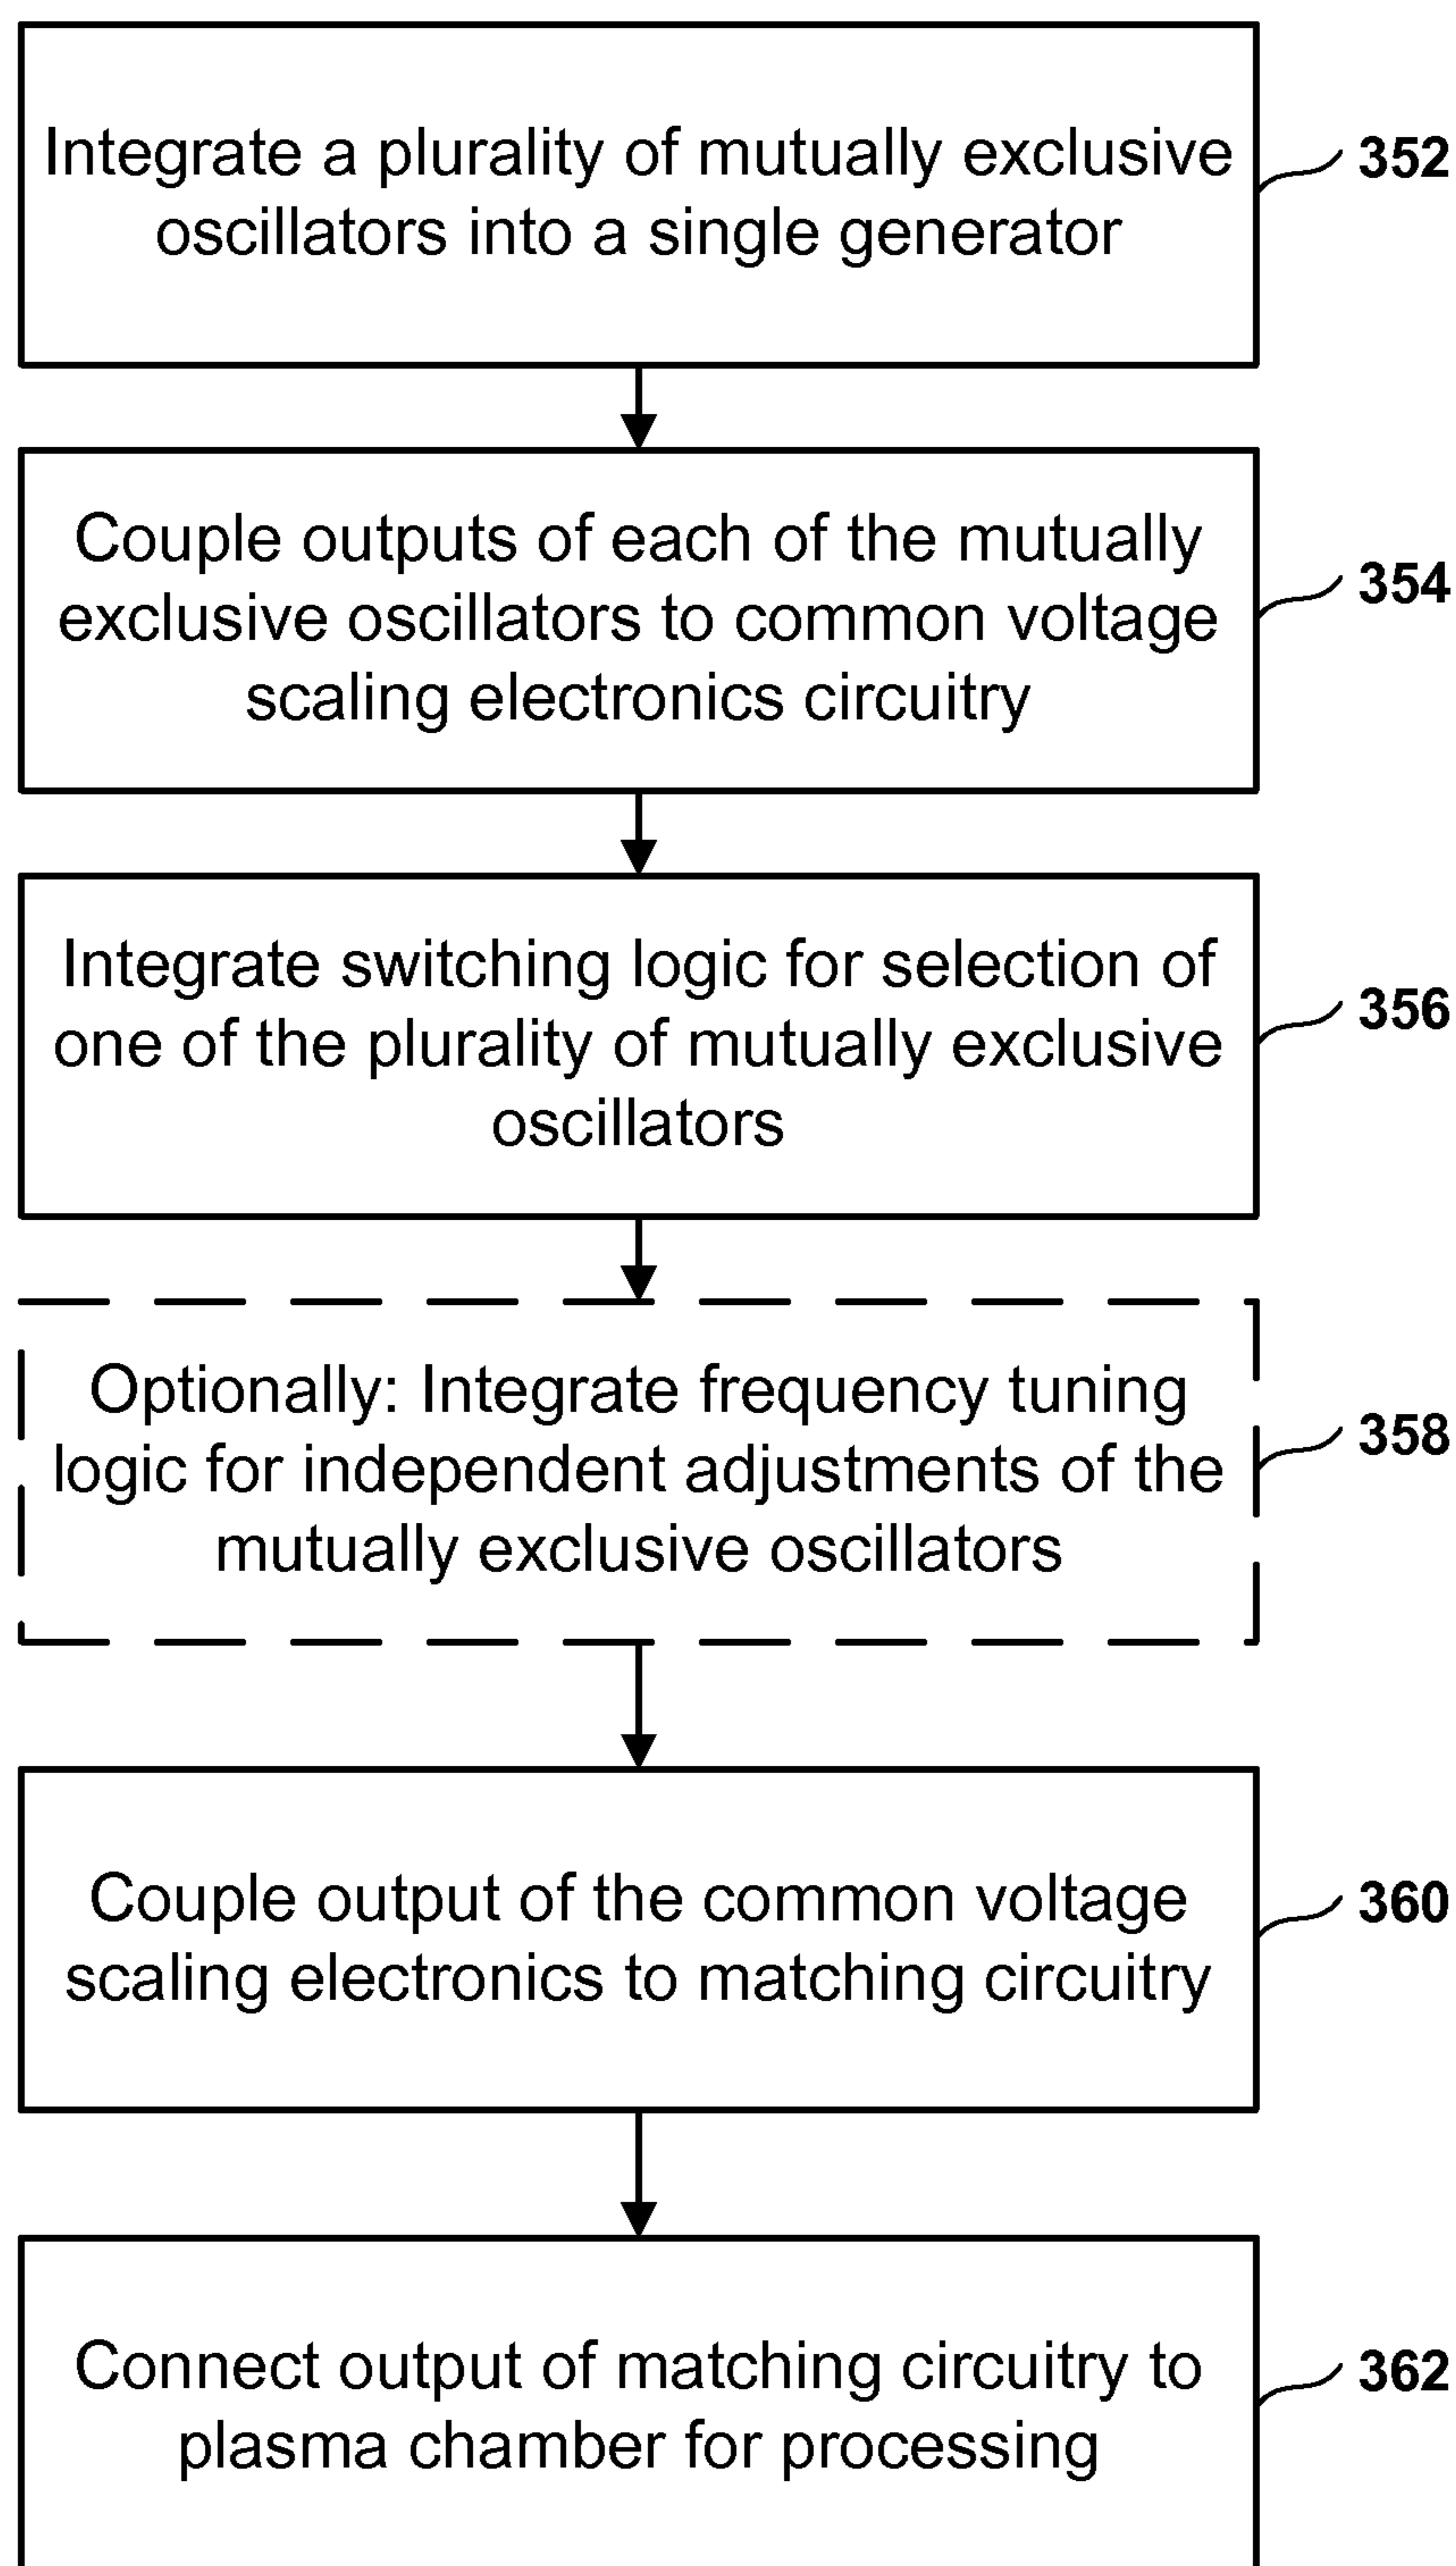 Integrate a plurality of mutually exclusive
oscillators into a single generator
352
Couple outputs of each of the mutually
exclusive oscillators to common voltage
scaling electronics circuitry
354
Integrate switching logic for selection of
one of the plurality of mutually exclusive
oscillators
356
Optionally: Integrate frequency tuning
logic for independent adjustments of the
mutually exclusive oscillators
358
Couple output of the common voltage
scaling electronics to matching circuitry
360
Connect output of matching circuitry to
plasma chamber for processing
362